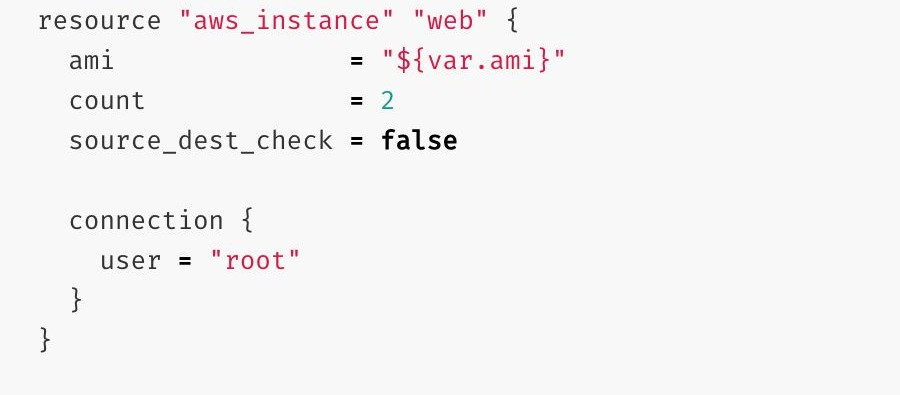 resource "aws_instance" "web" {
  ami               = "${var.ami}"
  count             = 2
  source_dest_check = false

  connection {
    user = "root"
  }
}